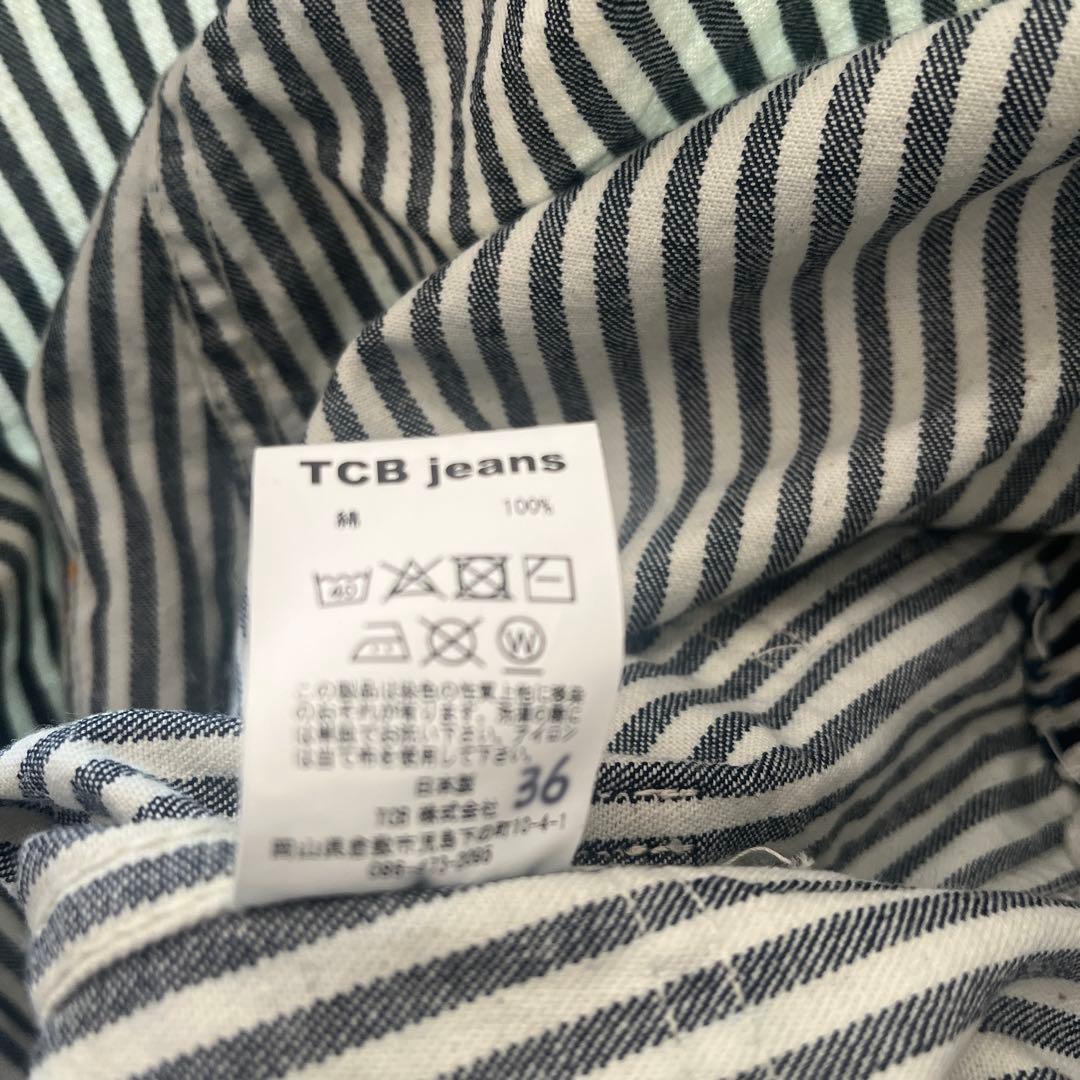 TCB jeans
綿 100%
40
W
この製品は染色の性質上色に移染
のおそれが有ります。洗濯の際に
は単独でお洗い下さい。アイロン
は当て布を使用して下さい。
日本製
36
TCB 株式会社
岡山県倉敷市児島下の町10-4-1